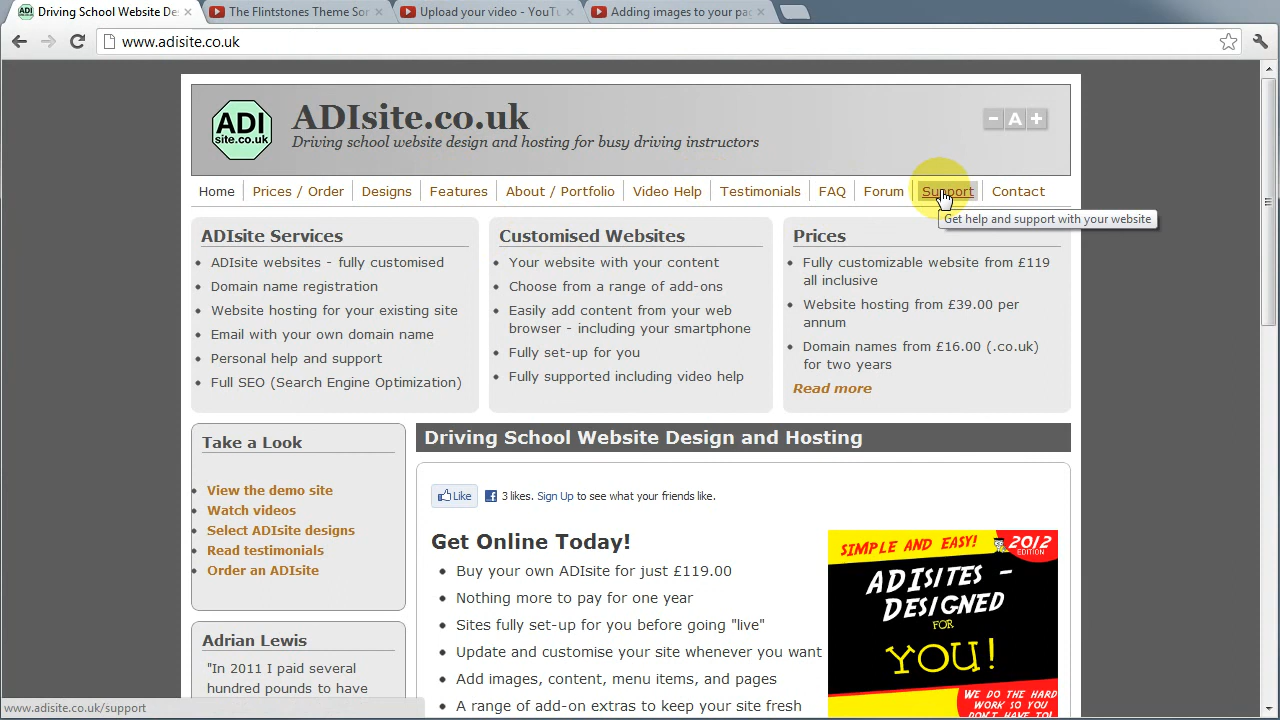 Driving School Website De
The Flintstones Theme Son
Upload your video - YouTu
Adding images to your pag
www.adisite.co.uk
ADI
site.co.uk
ADIsite.co.uk
Driving school website design and hosting for busy driving instructors
- A +
Home
Prices / Order
Designs
Features
About / Portfolio
Video Help
Testimonials
FAQ
Forum
Support
Contact
Get help and support with your website
ADIsite Services
ADIsite websites - fully customised
Domain name registration
Website hosting for your existing site
Email with your own domain name
Personal help and support
Full SEO (Search Engine Optimization)
Customised Websites
Your website with your content
Choose from a range of add-ons
Easily add content from your web
browser - including your smartphone
Fully set-up for you
Fully supported including video help
Prices
Fully customizable website from £119
all inclusive
Website hosting from £39.00 per
annum
Domain names from £16.00 (.co.uk)
for two years
Read more
Take a Look
View the demo site
Watch videos
Select ADIsite designs
Read testimonials
Order an ADIsite
Adrian Lewis
"In 2011 I paid several
hundred pounds to have
Driving School Website Design and Hosting
Like
3 likes. Sign Up to see what your friends like.
Get Online Today!
Buy your own ADIsite for just £119.00
Nothing more to pay for one year
Sites fully set-up for you before going "live"
Update and customise your site whenever you want
Add images, content, menu items, and pages
A range of add-on extras to keep your site fresh
SIMPLE AND EASY!
2012
EDITION
ADISITES -
DESIGNED
FOR
YOU!
WE DO THE HARD
WORK SO YOU
DON'T HAVE TO!
www.adisite.co.uk/support